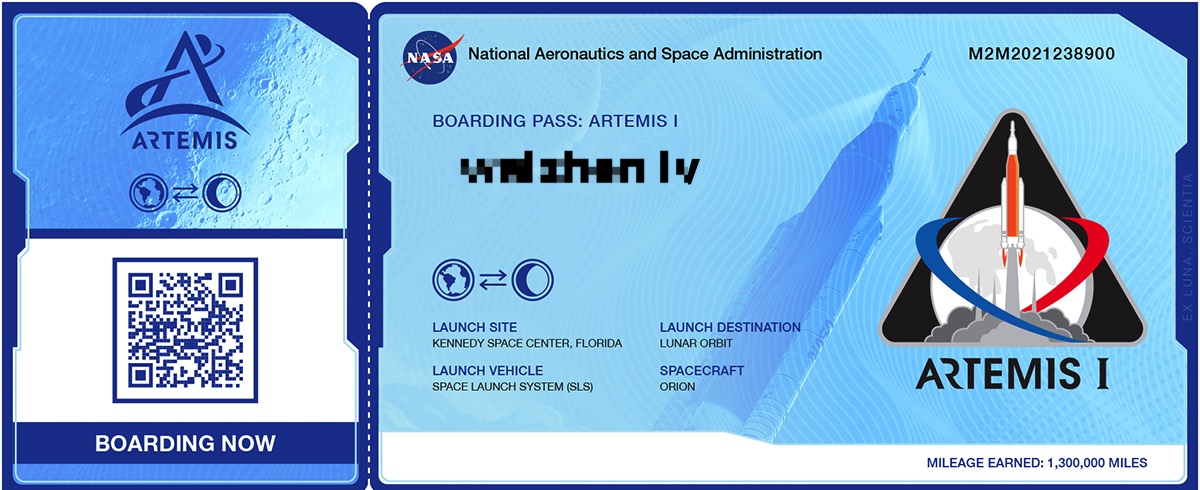 ARTEMIS
BOARDING NOW
NASA
National Aeronautics and Space Administration
M2M2021238900
BOARDING PASS: ARTEMIS I
LAUNCH SITE
KENNEDY SPACE CENTER, FLORIDA
LAUNCH DESTINATION
LUNAR ORBIT
LAUNCH VEHICLE
SPACE LAUNCH SYSTEM (SLS)
SPACECRAFT
ORION
ARTEMIS I
EX LUNA SCIENTIA
MILEAGE EARNED: 1,300,000 MILES